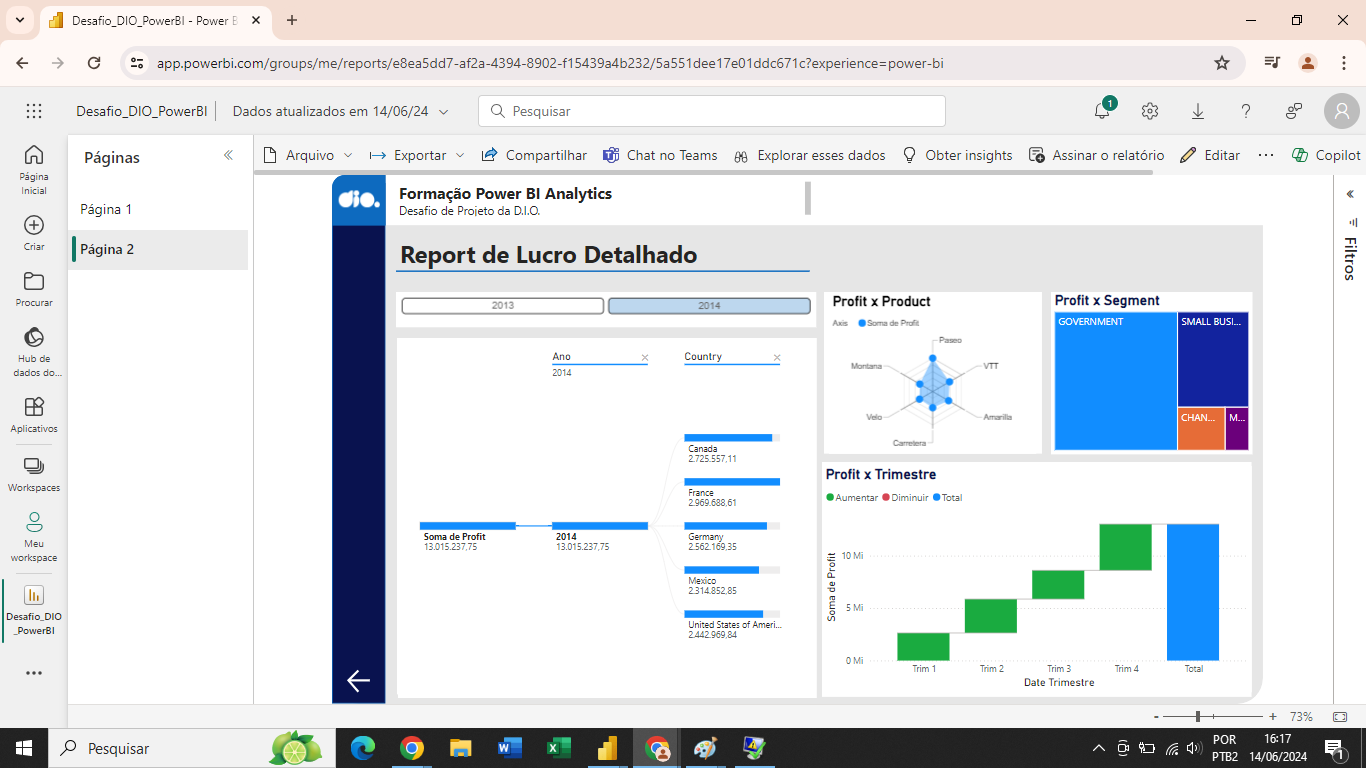 Desafio_DIO_PowerBI - Power B
app.powerbi.com/groups/me/reports/e8ea5dd7-af2a-4394-8902-f15439a4b232/5a551dee17e01ddc671c?experience=power-bi
Desafio_DIO_PowerBI
Dados atualizados em 14/06/24
Pesquisar
1
Página
Inicial
Criar
Procurar
Hub de
dados do...
Aplicativos
Workspaces
Meu
workspace
Desafio_DIO
_PowerBI
Páginas
Página 1
Página 2
Arquivo
Exportar
Compartilhar
Chat no Teams
Explorar esses dados
Obter insights
Assinar o relatório
Editar
Copilot
Filtros
dio.
Formação Power BI Analytics
Desafio de Projeto da D.I.O.
Report de Lucro Detalhado
2013
2014
Ano
2014
Country
Soma de Profit
13.015.237,75
2014
13.015.237,75
Canada
2.725.557,11
France
2.969.688,61
Germany
2.562.169,35
Mexico
2.314.852,85
United States of Ameri...
2.442.969,84
Profit x Product
Axis
Soma de Profit
Paseo
VTT
Amarilla
Carretera
Velo
Montana
Profit x Segment
GOVERNMENT
SMALL BUSI...
CHAN...
M...
Profit x Trimestre
Aumentar
Diminuir
Total
Soma de Profit
10 Mi
5 Mi
0 Mi
Trim 1
Trim 2
Trim 3
Trim 4
Total
Date Trimestre
- + 73%
Pesquisar
POR
PTB2
16:17
14/06/2024
1